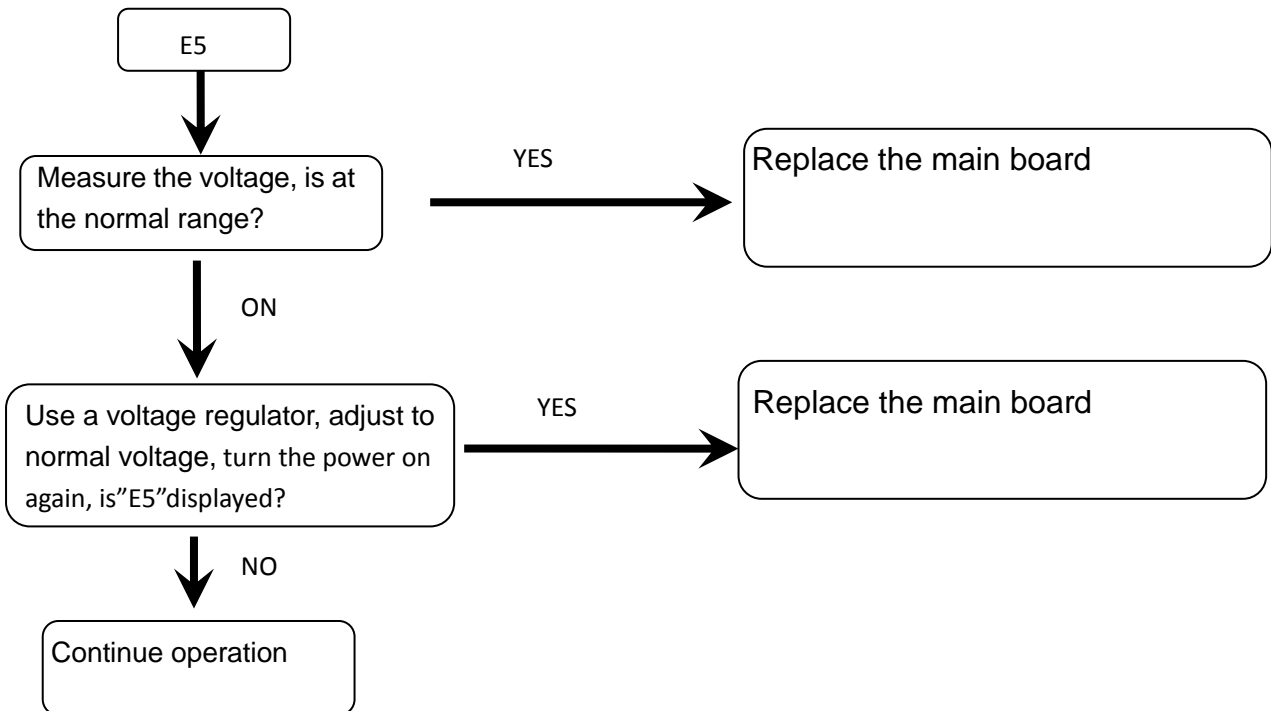 E5
YES
Measure the voltage, is at
the normal range?
Replace the main board
ON
Use a voltage regulator, adjust to
normal voltage, turn the power on
again, is”E5”displayed?
YES
Replace the main board
NO
Continue operation